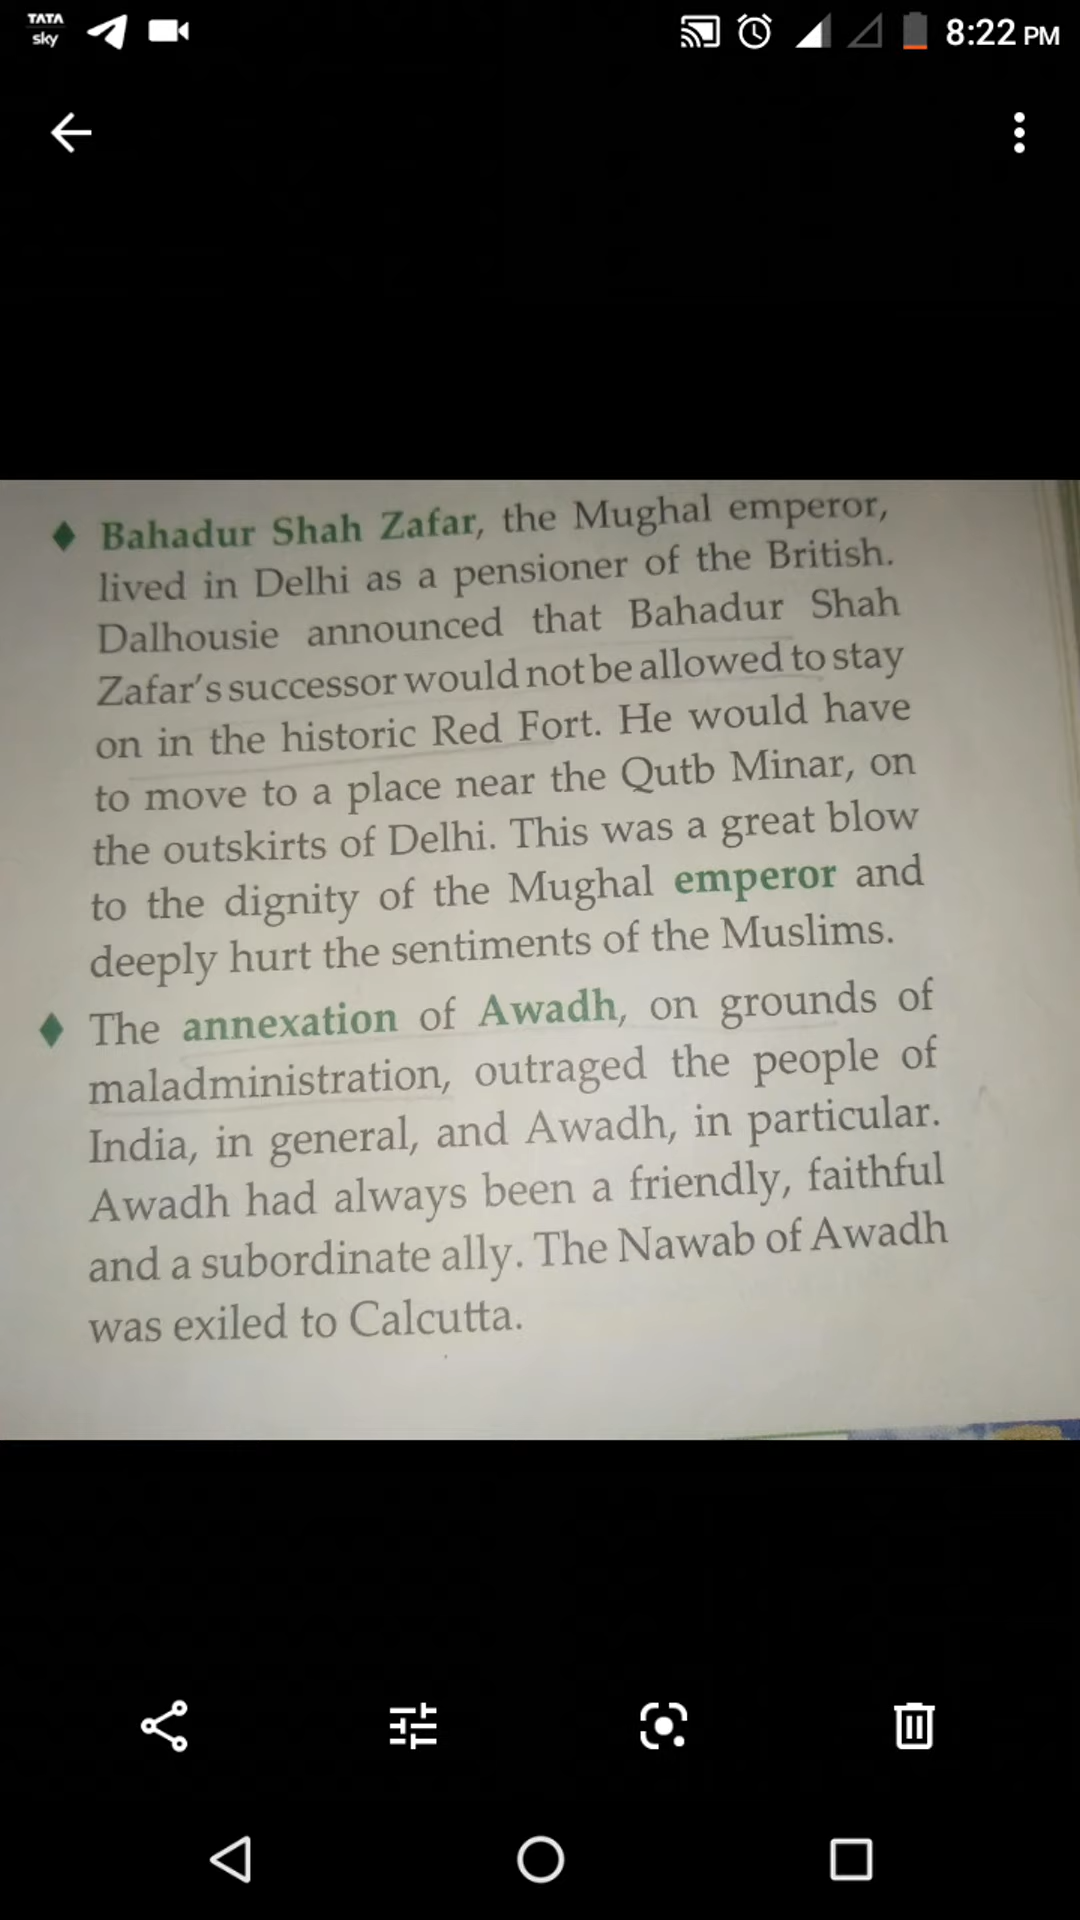 TATA
sky
8:22 PM
Bahadur Shah Zafar, the Mughal emperor,
lived in Delhi as a pensioner of the British.
Dalhousie announced that Bahadur Shah
Zafar's successor would not be allowed to stay
on in the historic Red Fort. He would have
to move to a place near the Qutb Minar, on
the outskirts of Delhi. This was a great blow
to the dignity of the Mughal emperor and
deeply hurt the sentiments of the Muslims.
The annexation of Awadh, on grounds of
maladministration, outraged the people of
India, in general, and Awadh, in particular.
Awadh had always been a friendly, faithful
and a subordinate ally. The Nawab of Awadh
was exiled to Calcutta.